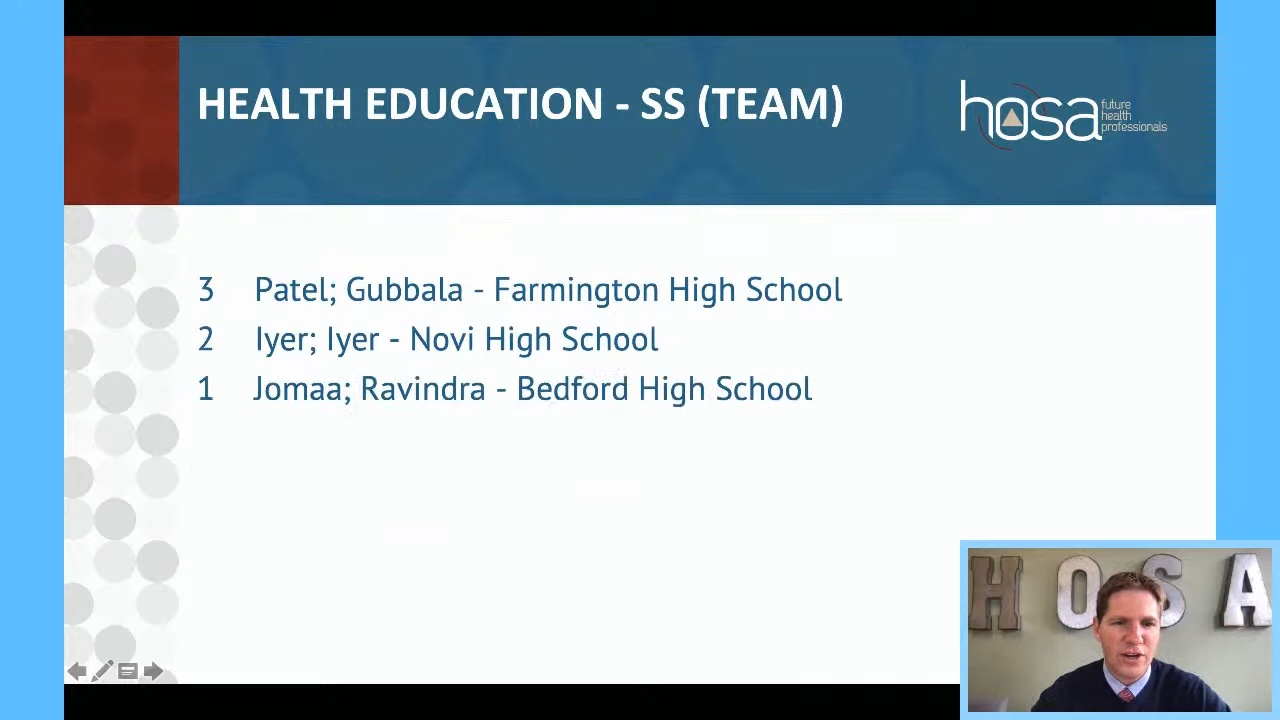 HEALTH EDUCATION - SS (TEAM)
hosa
future
health
professionals
3 Patel; Gubbala - Farmington High School
2 Iyer; Iyer - Novi High School
1 Jomaa; Ravindra - Bedford High School
HOSA